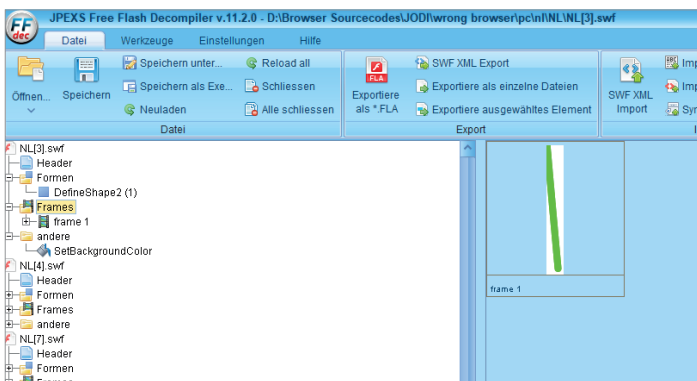 JPEXS Free Flash Decompiler v.11.2.0 - D:\Browser Sourcecodes\JODI\wrong browser\pc\nl\NL\NL[3].swf
FF
dec
Datei Werkzeuge Einstellungen Hilfe
Öffnen...
Speichern
Speichern unter...
Speichern als Exe...
Neuladen
Reload all
Schliessen
Alle schliessen
Datei
FLA
Exportiere
als *.FLA
SWF XML Export
Exportiere als einzelne Dateien
Exportiere ausgewähltes Element
Export
SWF XML
Import
NL[3].swf
Header
Formen
DefineShape2 (1)
Frames
frame 1
andere
SetBackgroundColor
NL[4].swf
Header
Formen
Frames
andere
NL[7].swf
Header
Formen
frame 1